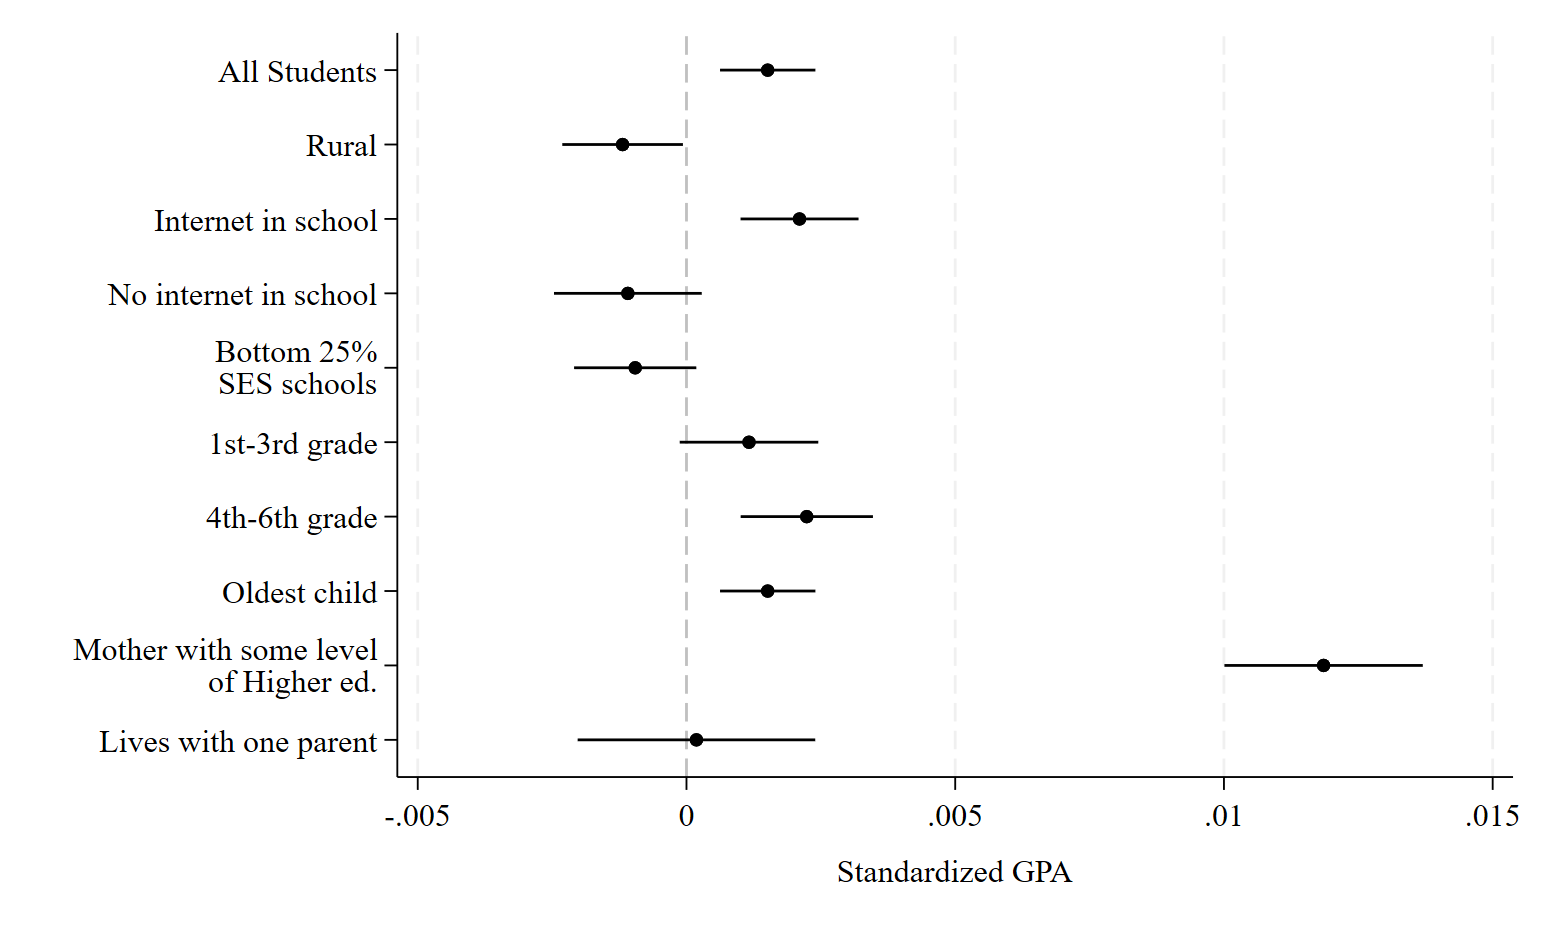 All Students
Rural
Internet in school
No internet in school
Bottom 25%
SES schools
1st-3rd grade
4th-6th grade
Oldest child
Mother with some level
of Higher ed.
Lives with one parent
-.005 0 .005 .01 .015
Standardized GPA